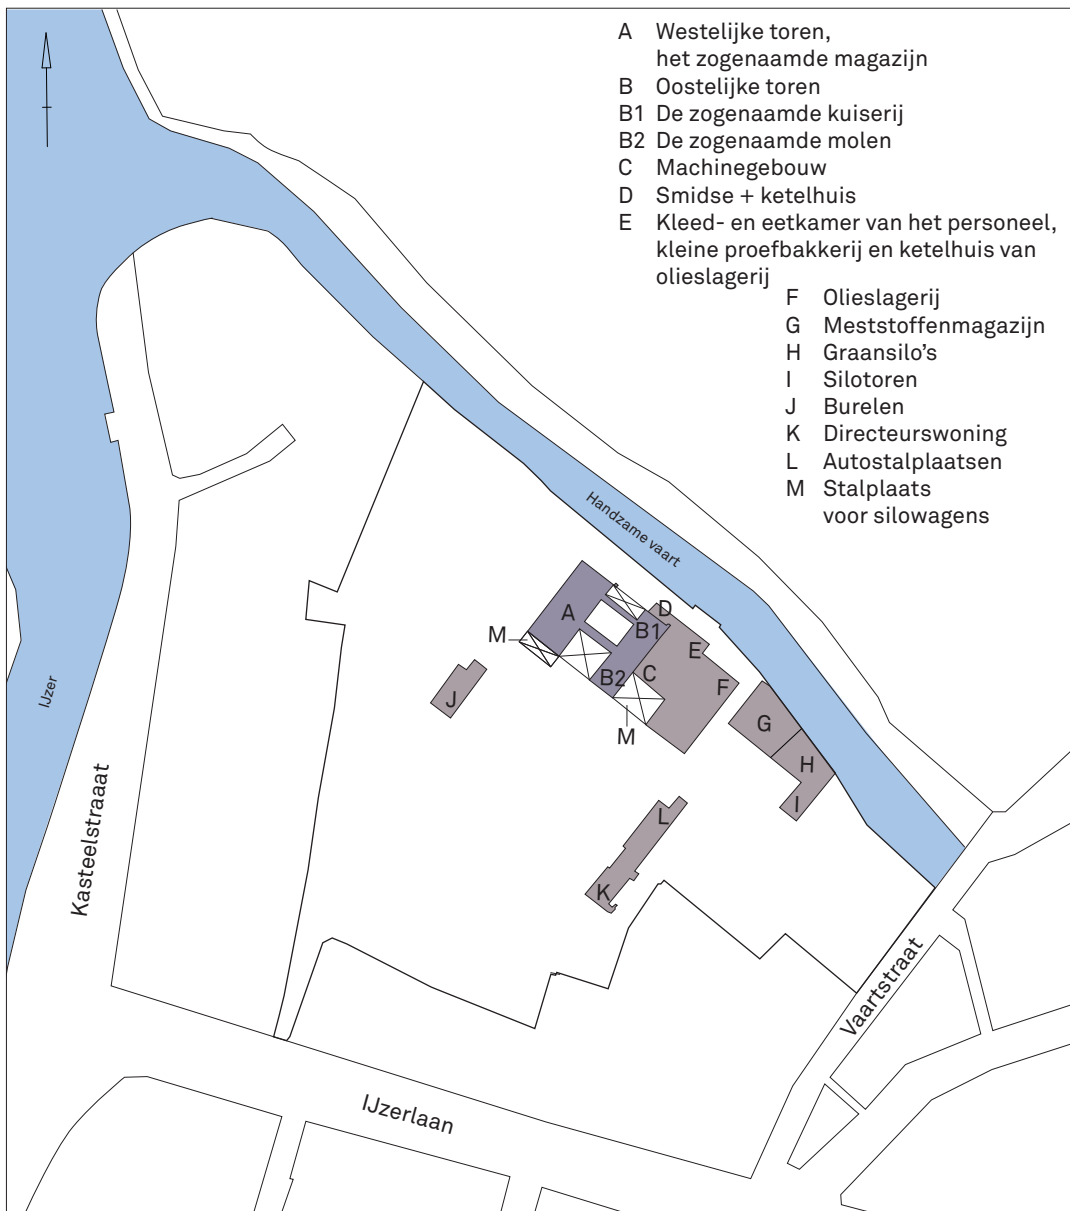 A Westelijke toren,
het zogenaamde magazijn
B Oostelijke toren
B1 De zogenaamde kuiserij
B2 De zogenaamde molen
C Machinegebouw
D Smidse + ketelhuis
E Kleed- en eetkamer van het personeel,
kleine proefbakkerij en ketelhuis van
olieslagerij
F Olieslagerij
G Meststoffenmagazijn
H Graansilo's
I Silotoren
J Burelen
K Directeurswoning
L Autostalplaatsen
M Stalplaats
voor silowagens
Handzame vaart
A
D
B1
M
E
C
B2
F
J
IJzer
G
M
H
I
L
Kasteelstraaat
K
Vaartstraat
IJzerlaan